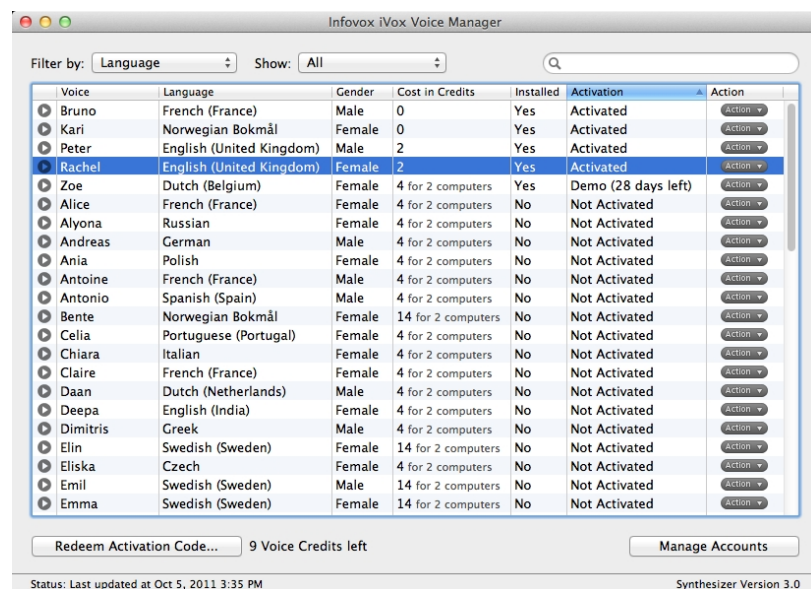 Infovox iVox Voice Manager
Filter by: Language Show: All
Voice Language Gender Cost in Credits Installed Activation Action
Bruno French (France) Male 0 Yes Activated Action
Kari Norwegian Bokmål Female 0 Yes Activated Action
Peter English (United Kingdom) Male 2 Yes Activated Action
Rachel English (United Kingdom) Female 2 Yes Activated Action
Zoe Dutch (Belgium) Female 4 for 2 computers Yes Demo (28 days left) Action
Alice French (France) Female 4 for 2 computers No Not Activated Action
Alyona Russian Female 4 for 2 computers No Not Activated Action
Andreas German Male 4 for 2 computers No Not Activated Action
Ania Polish Female 4 for 2 computers No Not Activated Action
Antoine French (France) Male 4 for 2 computers No Not Activated Action
Antonio Spanish (Spain) Male 4 for 2 computers No Not Activated Action
Bente Norwegian Bokmål Female 14 for 2 computers No Not Activated Action
Celia Portuguese (Portugal) Female 4 for 2 computers No Not Activated Action
Chiara Italian Female 4 for 2 computers No Not Activated Action
Claire French (France) Female 4 for 2 computers No Not Activated Action
Daan Dutch (Netherlands) Male 4 for 2 computers No Not Activated Action
Deepa English (India) Female 4 for 2 computers No Not Activated Action
Dimitris Greek Male 4 for 2 computers No Not Activated Action
Elin Swedish (Sweden) Female 14 for 2 computers No Not Activated Action
Eliska Czech Female 4 for 2 computers No Not Activated Action
Emil Swedish (Sweden) Male 14 for 2 computers No Not Activated Action
Emma Swedish (Sweden) Female 14 for 2 computers No Not Activated Action
Redeem Activation Code... 9 Voice Credits left Manage Accounts
Status: Last updated at Oct 5, 2011 3:35 PM Synthesizer Version 3.0